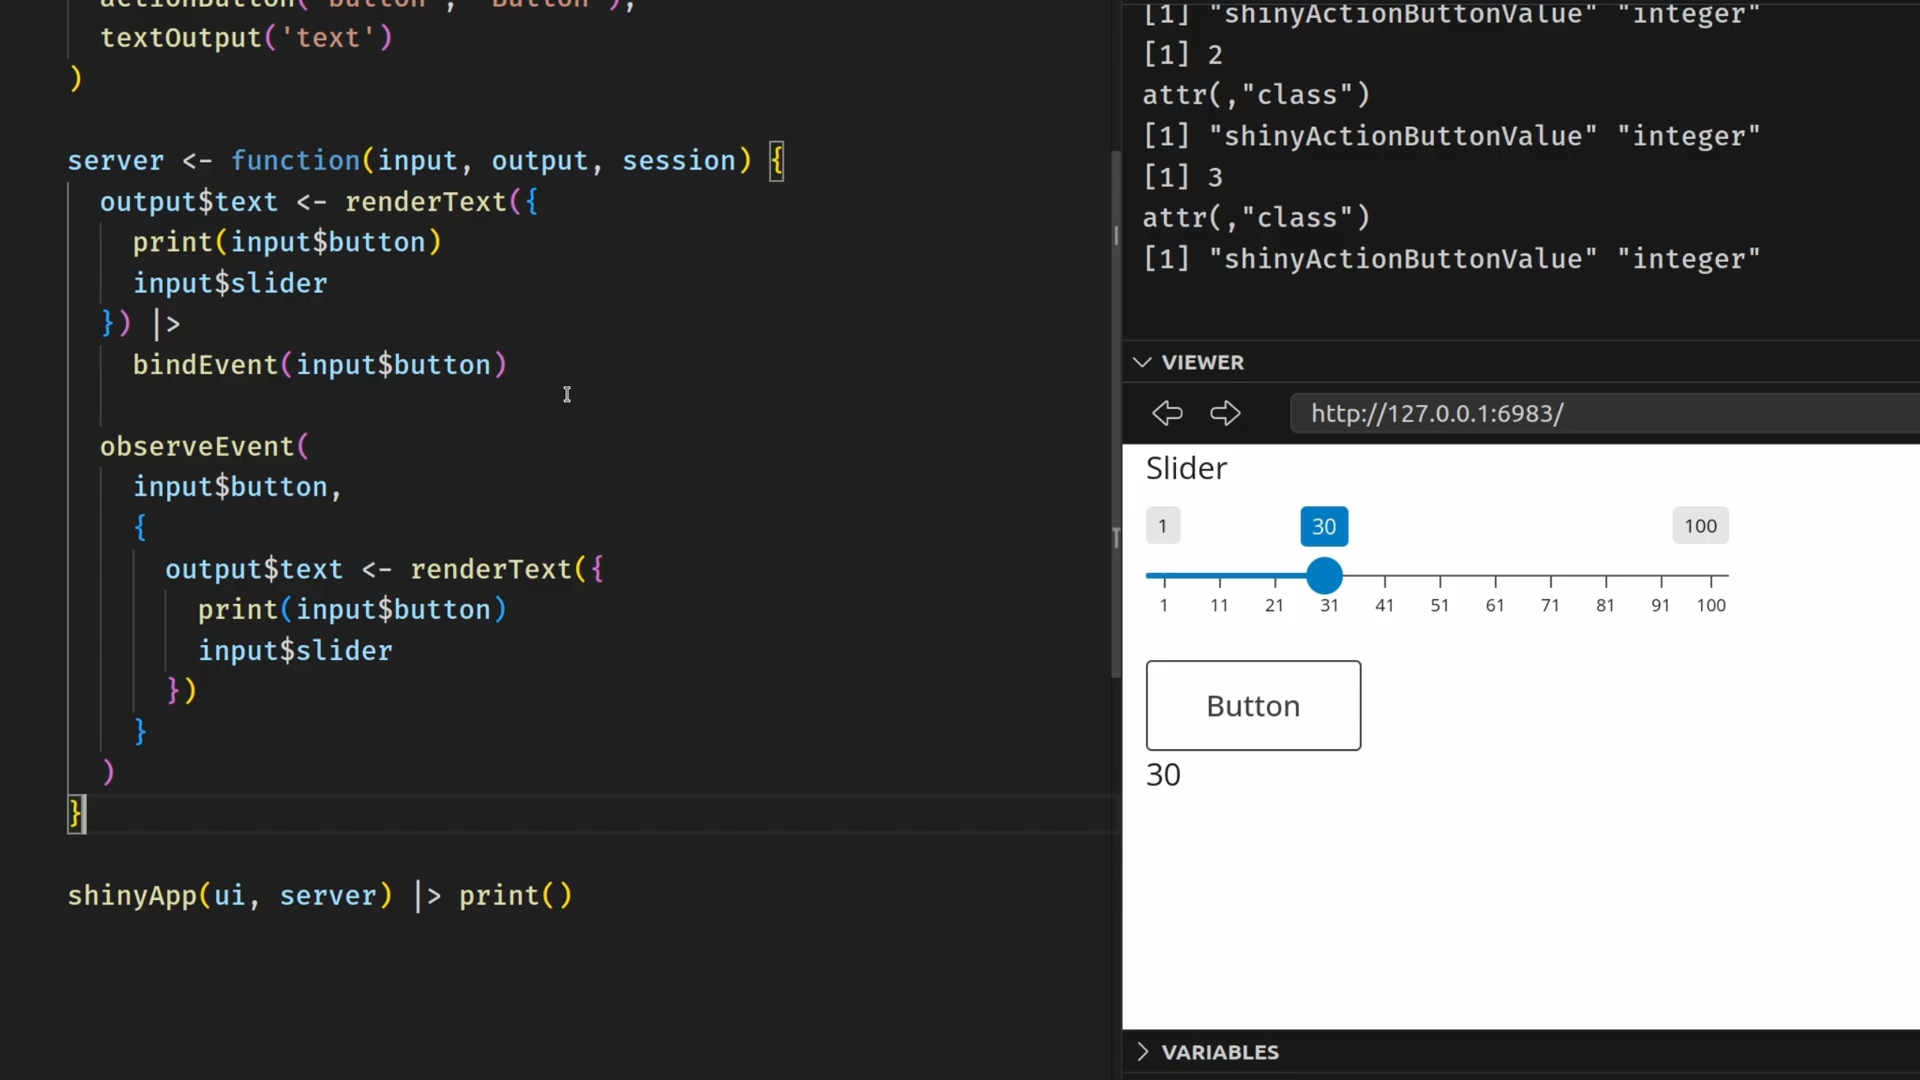 actionButton('button', 'Button'),
textOutput('text')
)
server <- function(input, output, session) {
output$text <- renderText({
print(input$button)
input$slider
}) |>
bindEvent(input$button)
observeEvent(
input$button,
{
output$text <- renderText({
print(input$button)
input$slider
})
}
)
}
shinyApp(ui, server) |> print()
[1] "shinyActionButtonValue" "integer"
[1] 2
attr(,"class")
[1] "shinyActionButtonValue" "integer"
[1] 3
attr(,"class")
[1] "shinyActionButtonValue" "integer"
VIEWER
http://127.0.0.1:6983/
Slider
1 30 100
1 11 21 31 41 51 61 71 81 91 100
Button
30
VARIABLES